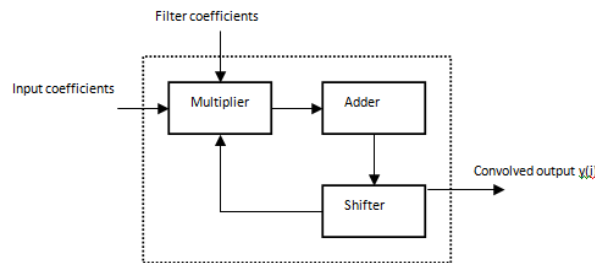 Filter coefficients
Input coefficients
Multiplier
Adder
Shifter
Convolved output y(i)